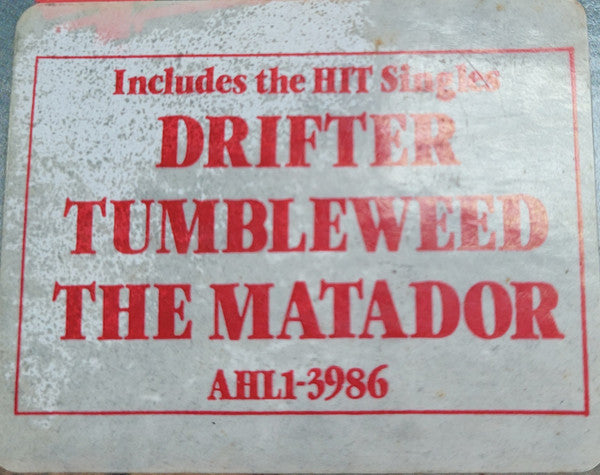 Includes the HIT Singles
DRIFTER
TUMBLEWEED
THE MATADOR
AHL1-3986